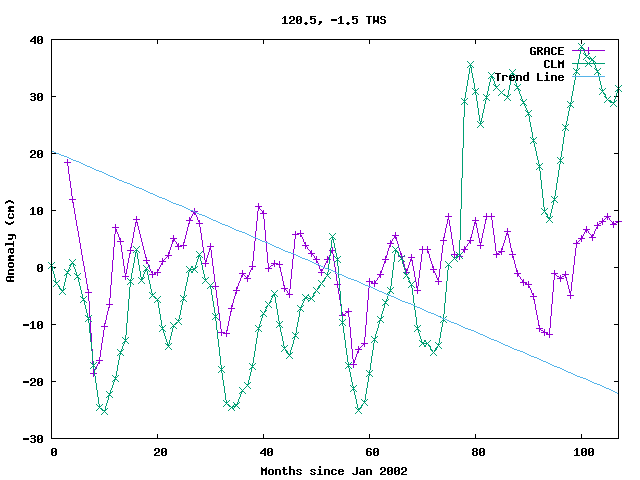 120.5, -1.5 TWS
GRACE
CLM
Trend Line
40
30
20
10
0
-10
-20
-30
Anomaly (cm)
0 20 40 60 80 100
Months since Jan 2002